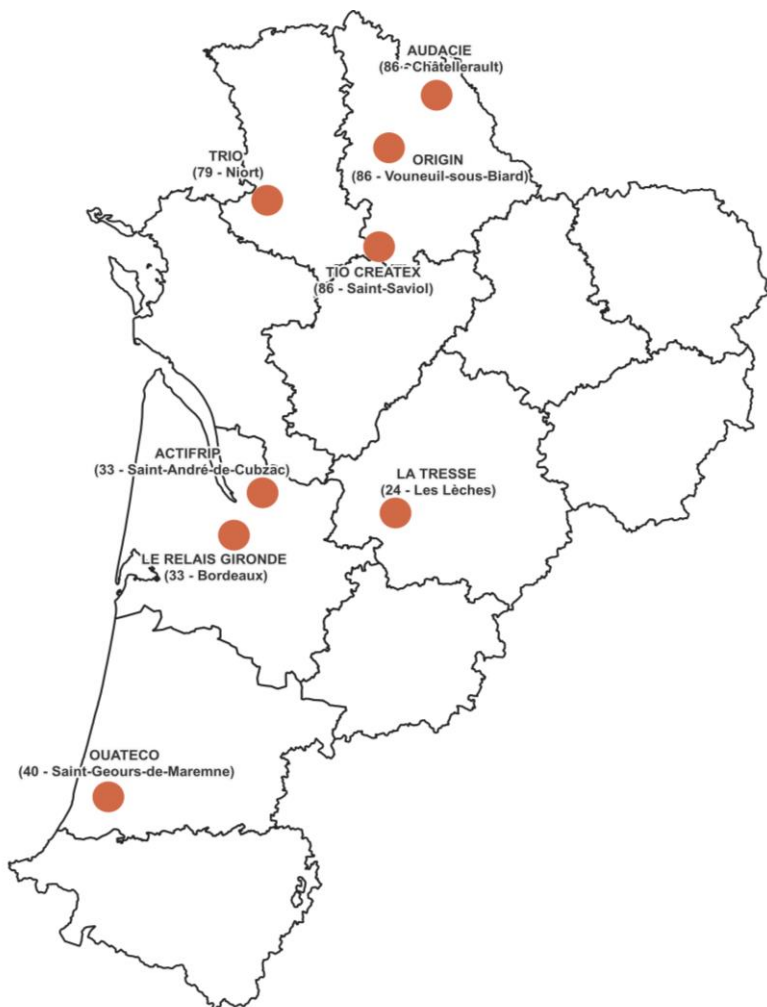 AUDACIE
(86 - Châtellerault)
TRIO
(79 - Niort)
ORIGIN
(86 - Vouneuil-sous-Biard)
TIO CREATEX
(86 - Saint-Saviol)
ACTIFRIP
(33 - Saint-André-de-Cubzac)
LA TRESSE
(24 - Les Lèches)
LE RELAIS GIRONDE
(33 - Bordeaux)
OUATECO
(40 - Saint-Geours-de-Maremne)